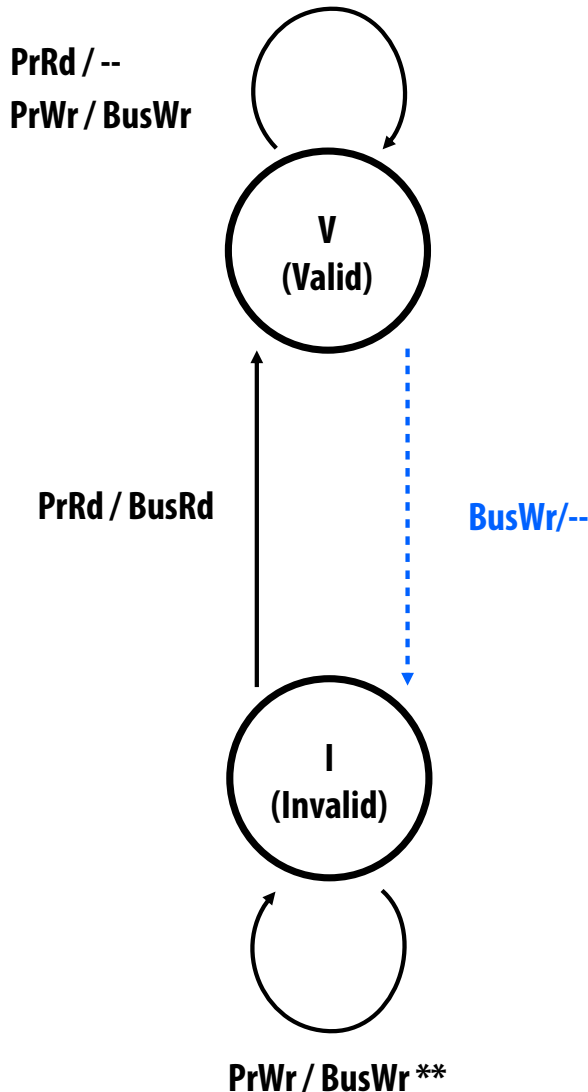 PrRd / --
PrWr / BusWr
V
(Valid)
PrRd / BusRd
BusWr/--
I
(Invalid)
PrWr / BusWr **